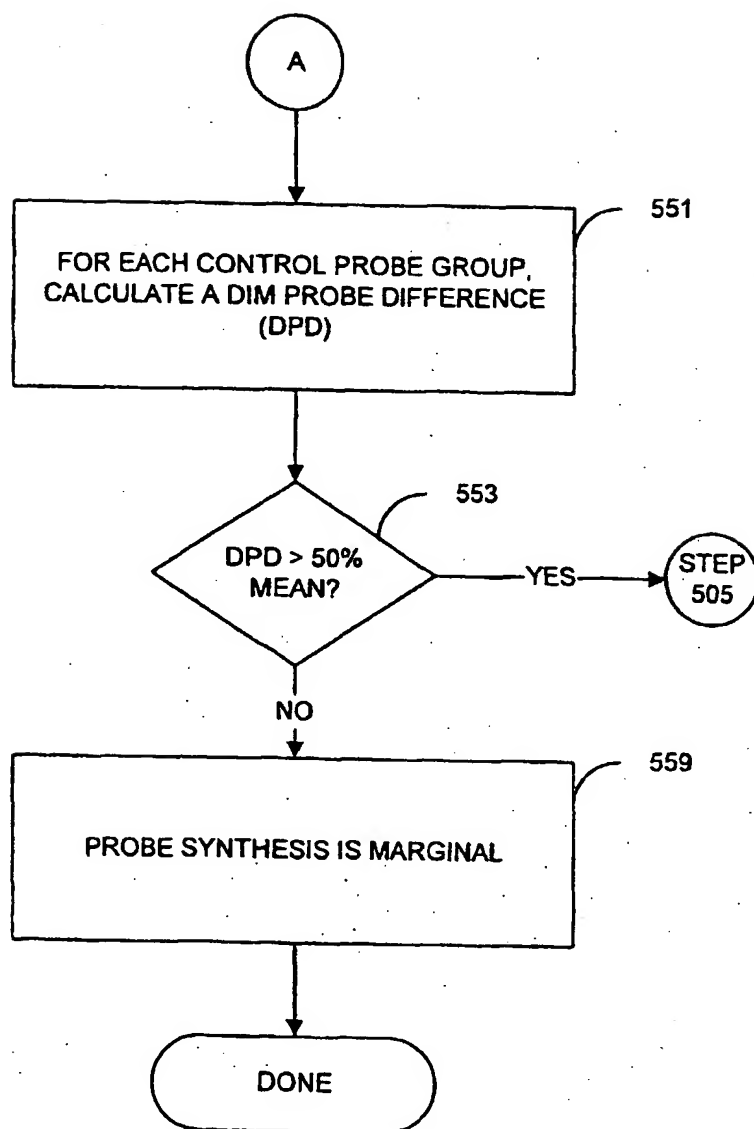 A
551
FOR EACH CONTROL PROBE GROUP,
CALCULATE A DIM PROBE DIFFERENCE
(DPD)
553
DPD > 50%
MEAN?
YES
STEP
505
NO
559
PROBE SYNTHESIS IS MARGINAL
DONE